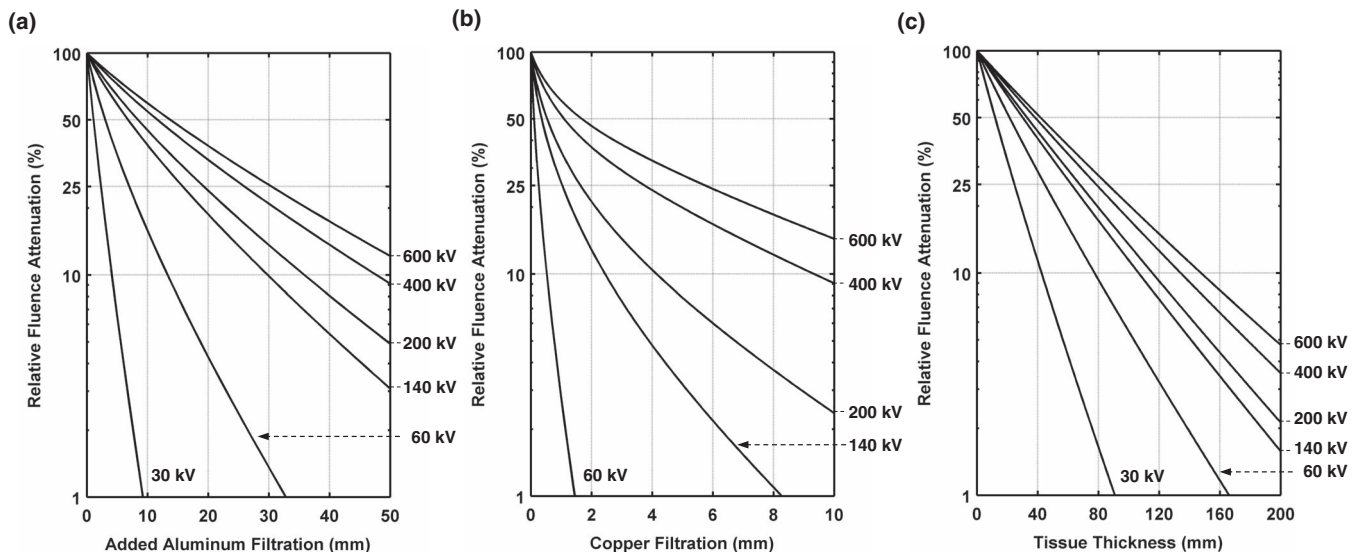 (a)
Relative Fluence Attenuation (%)
100
50
25
10
1
0 10 20 30 40 50
Added Aluminum Filtration (mm)
600 kV
400 kV
200 kV
140 kV
60 kV
30 kV
(b)
Relative Fluence Attenuation (%)
100
50
25
10
1
0 2 4 6 8 10
Copper Filtration (mm)
600 kV
400 kV
200 kV
140 kV
60 kV
(c)
Relative Fluence Attenuation (%)
100
50
25
10
1
0 40 80 120 160 200
Tissue Thickness (mm)
600 kV
400 kV
200 kV
140 kV
60 kV
30 kV